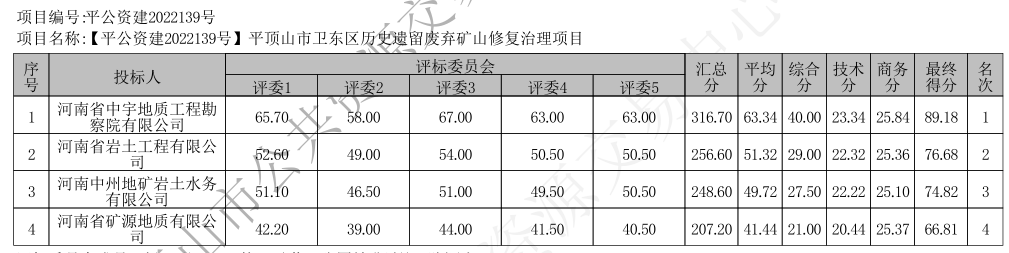 项目编号:平公资建2022139号
项目名称:【平公资建2022139号】平顶山市卫东区历史遗留废弃矿山修复治理项目
序号 投标人 评标委员会 汇总分 平均分 综合分 技术分 商务分 最终得分 名次
评委1 评委2 评委3 评委4 评委5
1 河南省中宇地质工程勘察院有限公司 65.70 58.00 67.00 63.00 63.00 316.70 63.34 40.00 23.34 25.84 89.18 1
2 河南省岩土工程有限公司 52.60 49.00 54.00 50.50 50.50 256.60 51.32 29.00 22.32 25.36 76.68 2
3 河南中州地矿岩土水务有限公司 51.10 46.50 51.00 49.50 50.50 248.60 49.72 27.50 22.22 25.10 74.82 3
4 河南省矿源地质有限公司 42.20 39.00 44.00 41.50 40.50 207.20 41.44 21.00 20.44 25.37 66.81 4